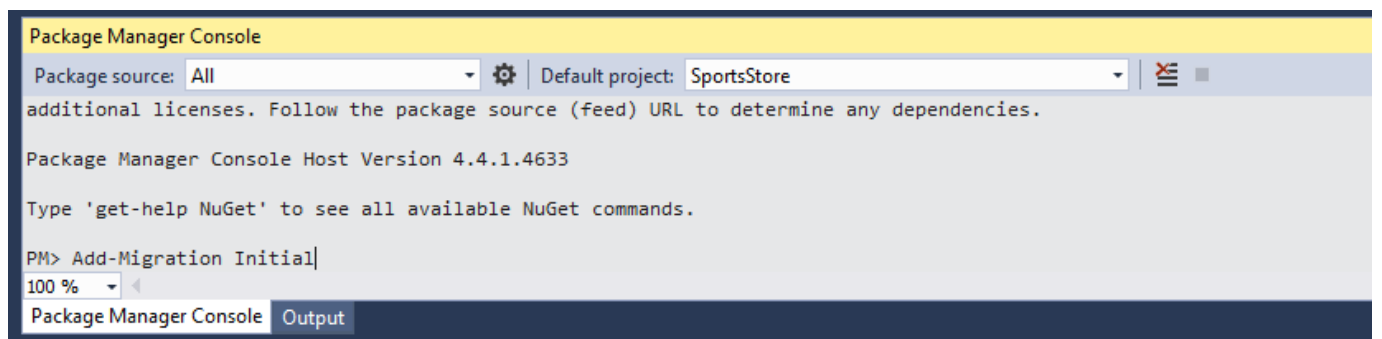 Package Manager Console
Package source: All Default project: SportsStore
additional licenses. Follow the package source (feed) URL to determine any dependencies.
Package Manager Console Host Version 4.4.1.4633
Type 'get-help NuGet' to see all available NuGet commands.
PM> Add-Migration Initial
100 %
Package Manager Console Output